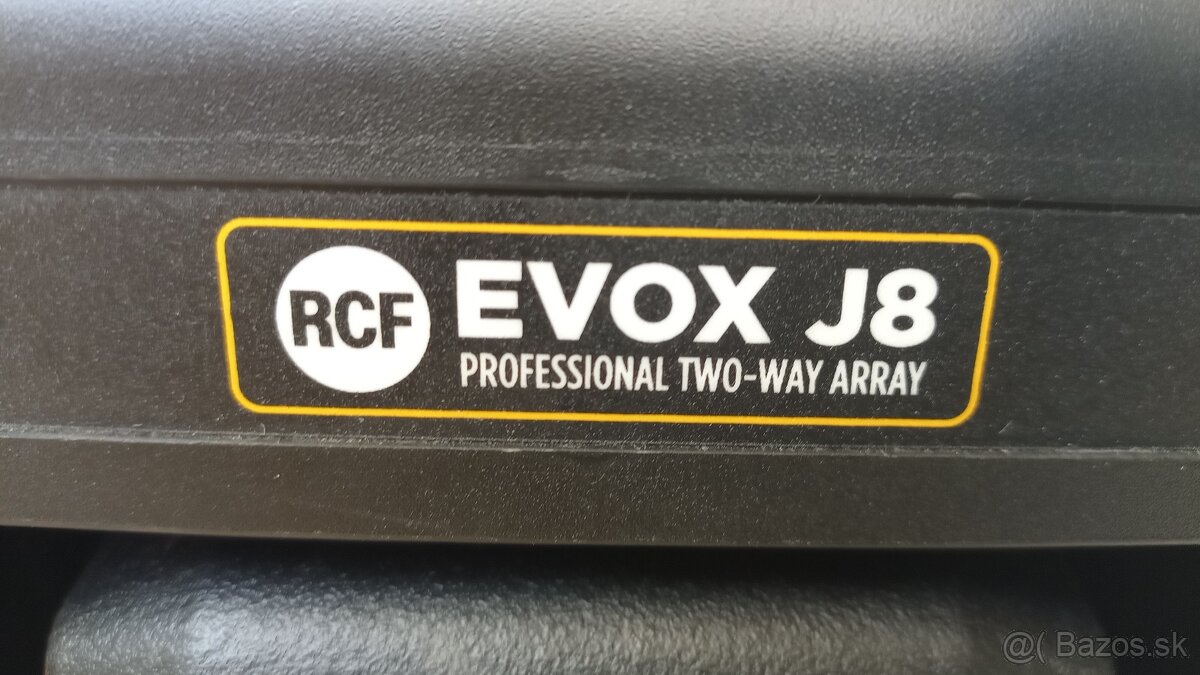 RCF
EVOX J8
PROFESSIONAL TWO-WAY ARRAY
@( Bazos.sk